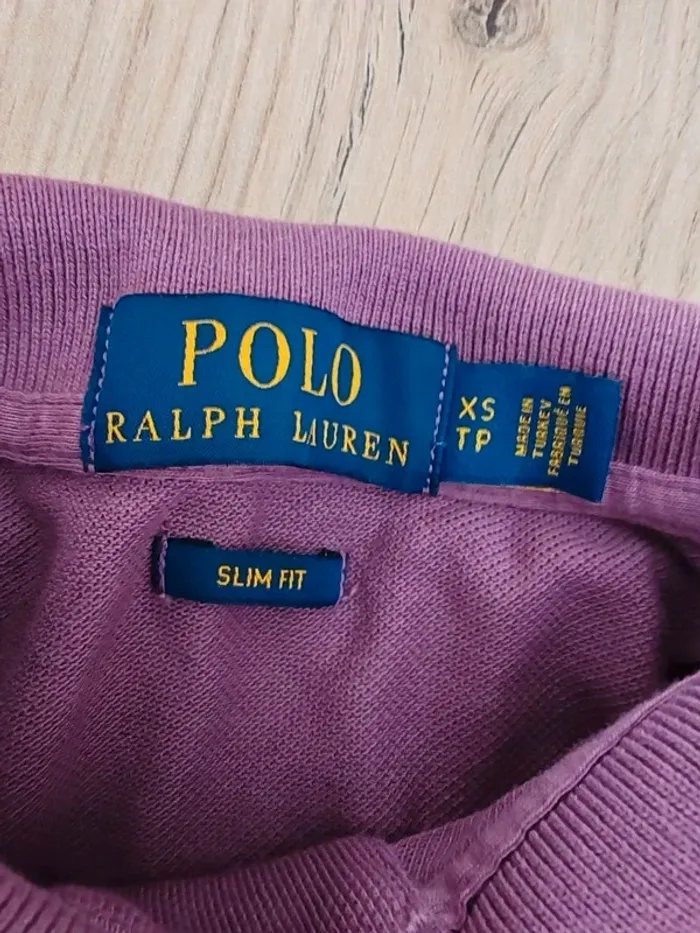 POLO
RALPH LAUREN
XS
TP
MADE IN
TURKEY
FABRIQUÉ EN
TURQUIE
SLIM FIT